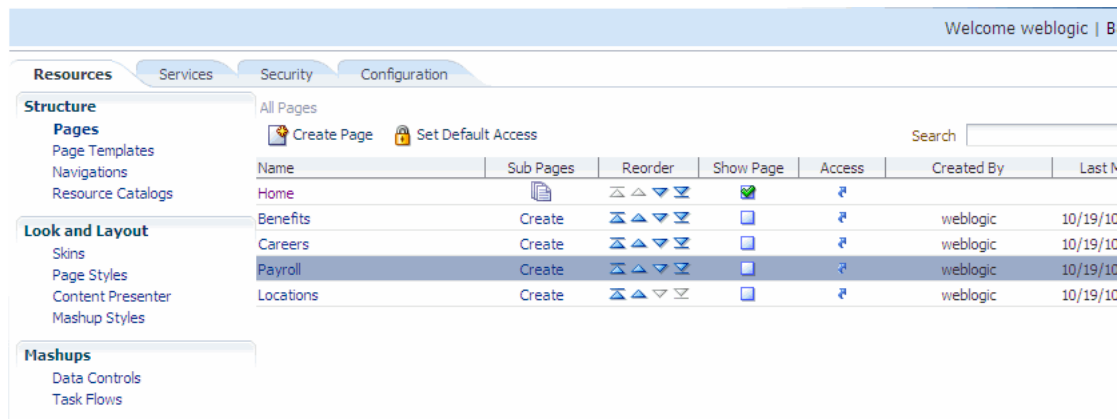 Welcome weblogic | B
Resources Services Security Configuration
Structure
Pages
Page Templates
Navigations
Resource Catalogs
Look and Layout
Skins
Page Styles
Content Presenter
Mashup Styles
Mashups
Data Controls
Task Flows
All Pages
Create Page Set Default Access Search
Name Sub Pages Reorder Show Page Access Created By Last M
Home
Benefits Create weblogic 10/19/10
Careers Create weblogic 10/19/10
Payroll Create weblogic 10/19/10
Locations Create weblogic 10/19/10